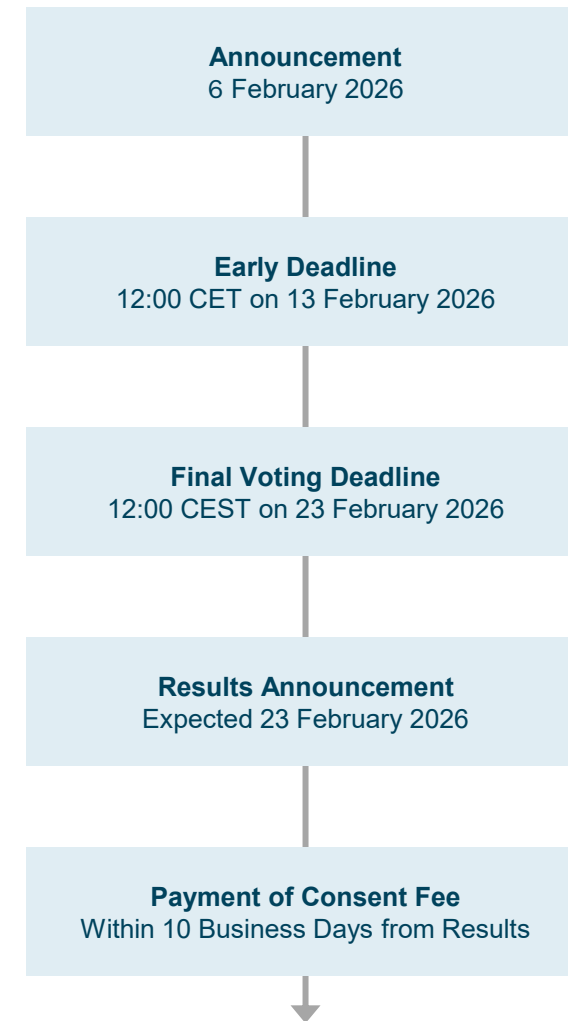 Announcement
6 February 2026
Early Deadline
12:00 CET on 13 February 2026
Final Voting Deadline
12:00 CEST on 23 February 2026
Results Announcement
Expected 23 February 2026
Payment of Consent Fee
Within 10 Business Days from Results